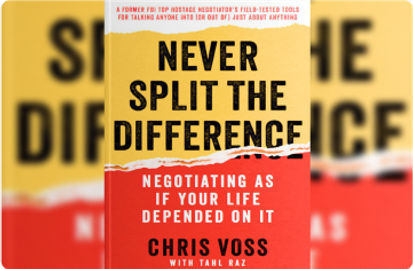 A FORMER FBI TOP HOSTAGE NEGOTIATOR'S FIELD-TESTED TOOLS
FOR TALKING ANYONE INTO (OR OUT OF) JUST ABOUT ANYTHING
NEVER
SPLIT THE
DIFFERENCE
NEGOTIATING AS
IF YOUR LIFE
DEPENDED ON IT
CHRIS VOSS
WITH TAHL RAZ